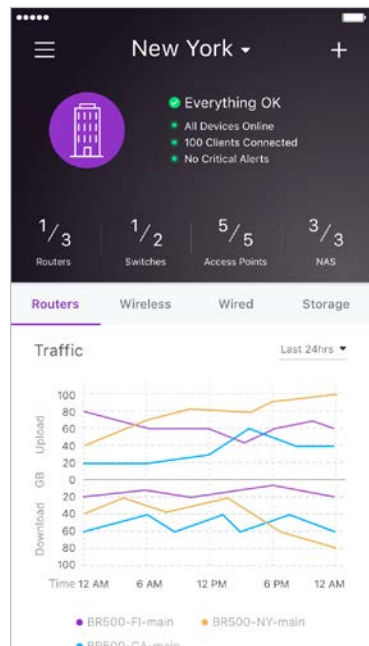 New York
+
Everything OK
All Devices Online
100 Clients Connected
No Critical Alerts
1/3 1/2 5/5 3/3
Routers Switches Access Points NAS
Routers Wireless Wired Storage
Traffic Last 24hrs
Upload
GB
Download
100
80
60
40
20
0
20
40
60
80
100
Time 12 AM 6 AM 12 PM 6 PM 12 AM
BR500-FI-main BR500-NY-main
BR500-CA-main